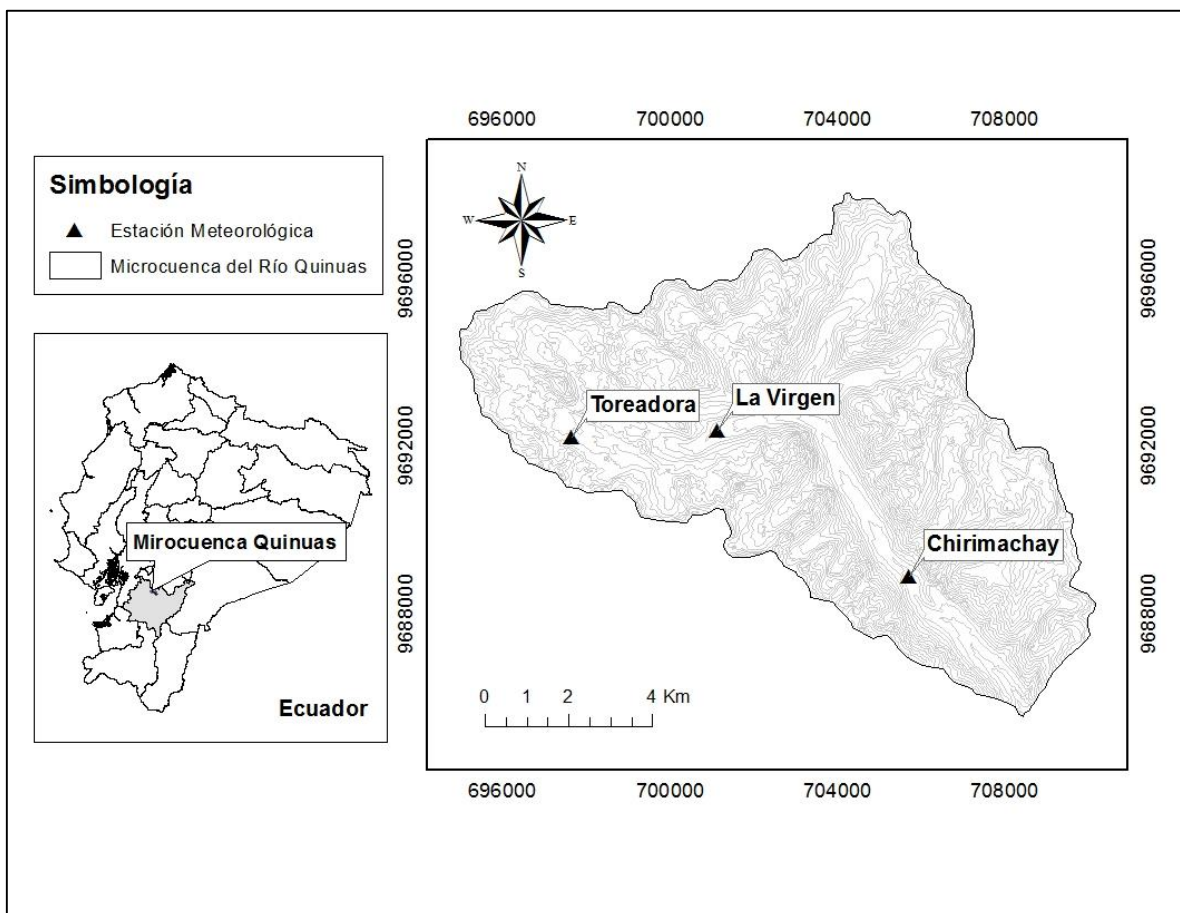 Simbología
Estación Meteorológica
Microcuenca del Río Quinuas
Mirocuenca Quinuas
Ecuador
696000 700000 704000 708000
N
W E
S
9696000
9692000
9688000
Toreadora
La Virgen
Chirimachay
0 1 2 4 Km
9696000
9692000
9688000
696000 700000 704000 708000